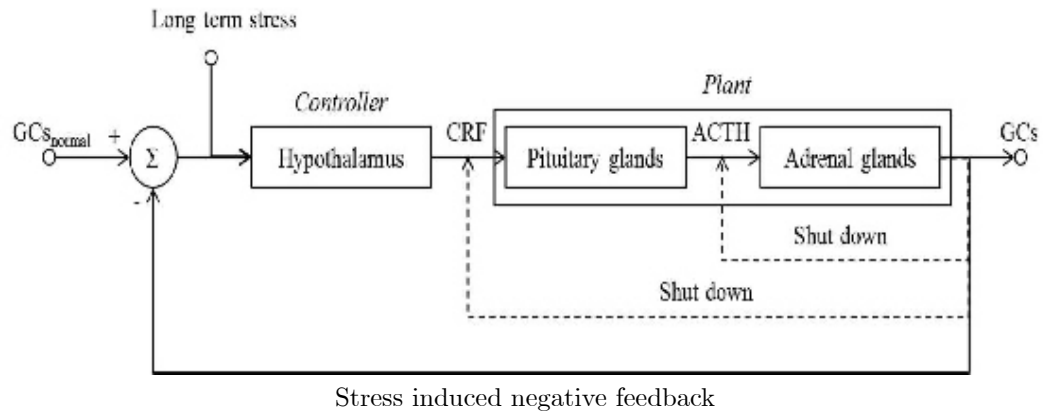 Long term stress
Controller
Plant
GCsnormal
+
Σ
-
Hypothalamus
CRF
Pituitary glands
ACTH
Adrenal glands
GCs
Shut down
Shut down
Stress induced negative feedback